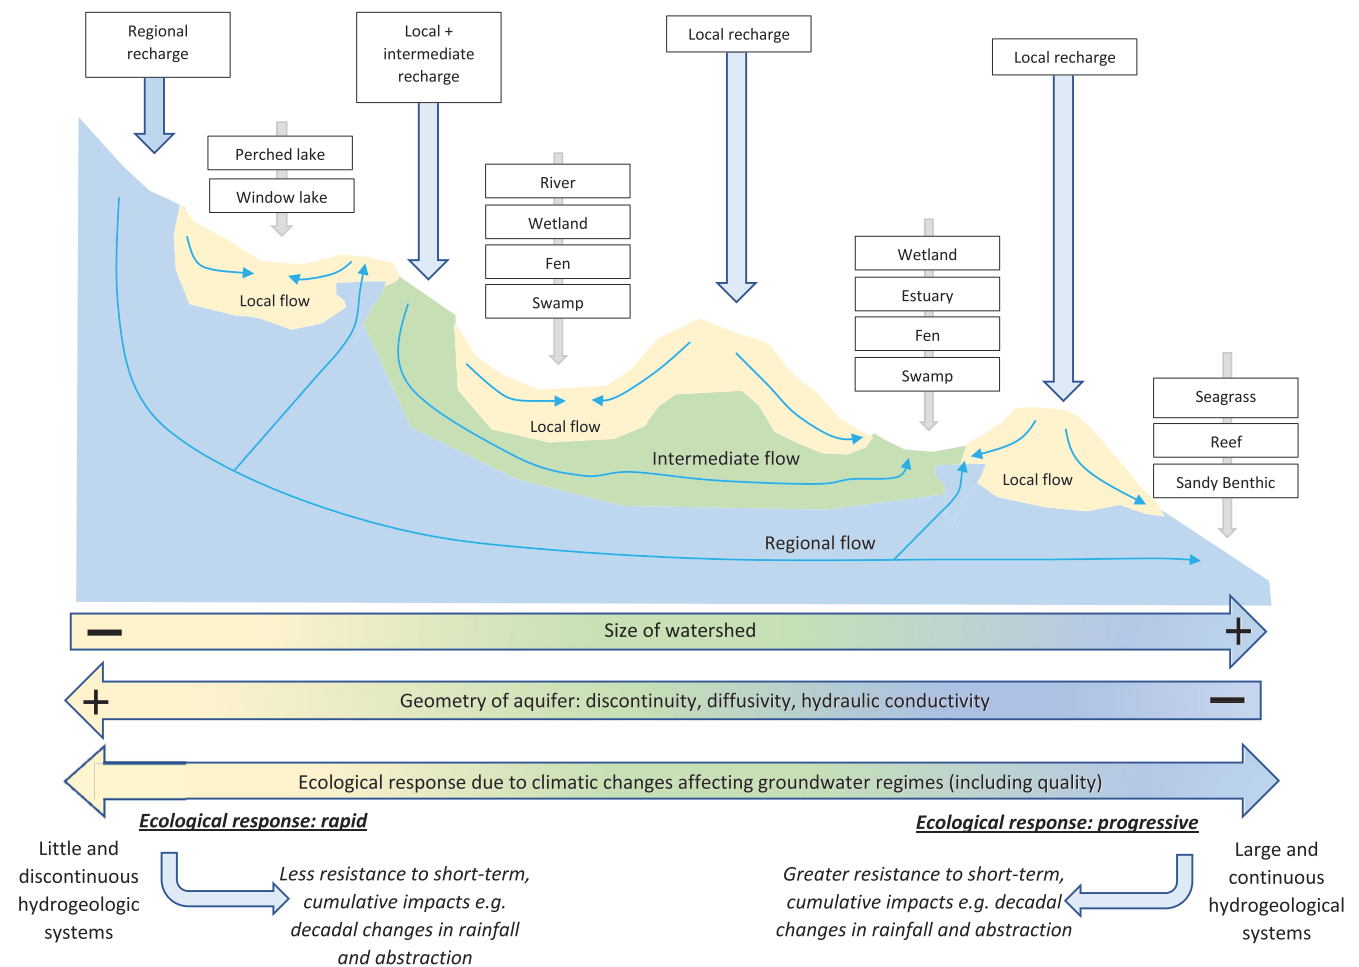 Regional
recharge
Local +
intermediate
recharge
Local recharge
Local recharge
Perched lake
Window lake
River
Wetland
Fen
Swamp
Wetland
Estuary
Fen
Swamp
Seagrass
Reef
Sandy Benthic
Local flow
Local flow
Intermediate flow
Local flow
Regional flow
– Size of watershed +
+ Geometry of aquifer: discontinuity, diffusivity, hydraulic conductivity –
Ecological response due to climatic changes affecting groundwater regimes (including quality)
Ecological response: rapid
Ecological response: progressive
Little and
discontinuous
hydrogeologic
systems
Less resistance to short-term,
cumulative impacts e.g.
decadal changes in rainfall
and abstraction
Greater resistance to short-term,
cumulative impacts e.g. decadal
changes in rainfall and abstraction
Large and
continuous
hydrogeological
systems